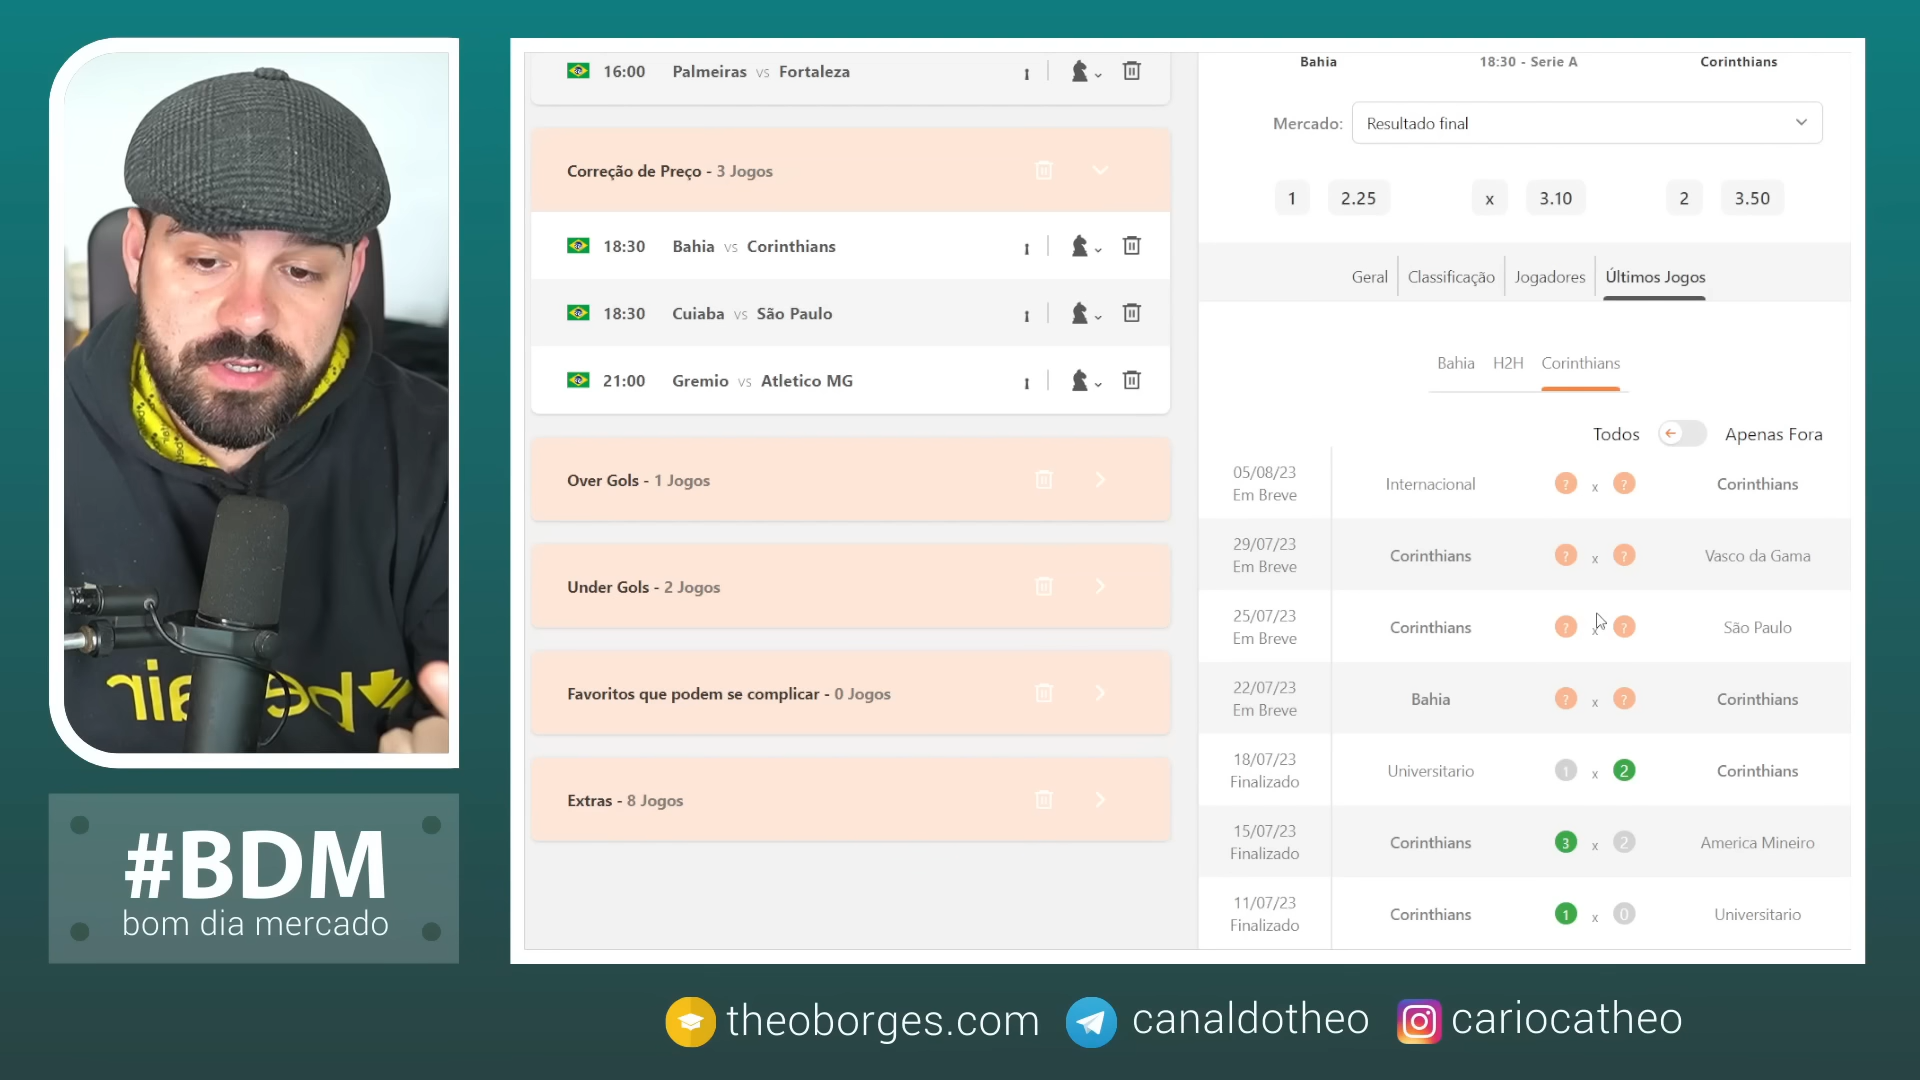 16:00 Palmeiras vs Fortaleza
Correção de Preço - 3 Jogos
18:30 Bahia vs Corinthians
18:30 Cuiaba vs São Paulo
21:00 Gremio vs Atletico MG
Over Gols - 1 Jogos
Under Gols - 2 Jogos
Favoritos que podem se complicar - 0 Jogos
Extras - 8 Jogos
Bahia 18:30 - Serie A Corinthians
Mercado: Resultado final
1 2.25 x 3.10 2 3.50
Geral Classificação Jogadores Últimos Jogos
Bahia H2H Corinthians
Todos Apenas Fora
05/08/23
Em Breve
Internacional ? x ? Corinthians
29/07/23
Em Breve
Corinthians ? x ? Vasco da Gama
25/07/23
Em Breve
Corinthians ? x ? São Paulo
22/07/23
Em Breve
Bahia ? x ? Corinthians
18/07/23
Finalizado
Universitario 1 x 2 Corinthians
15/07/23
Finalizado
Corinthians 3 x 2 America Mineiro
11/07/23
Finalizado
Corinthians 1 x 0 Universitario
#BDM
bom dia mercado
theoborges.com canaldotheo cariocatheo